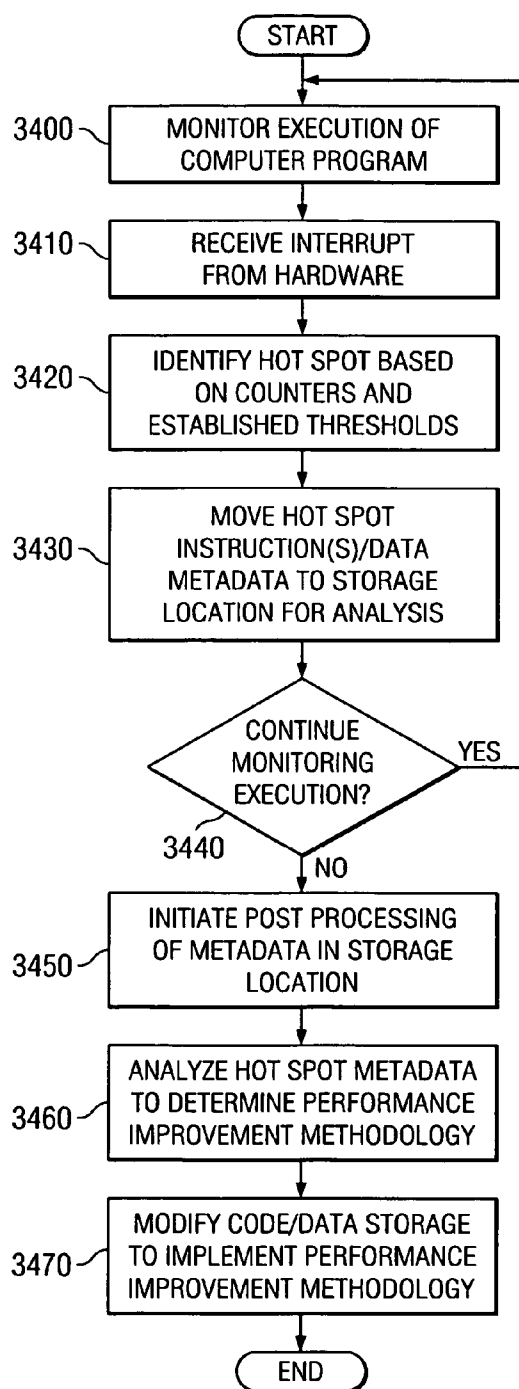 START
3400
MONITOR EXECUTION OF
COMPUTER PROGRAM
3410
RECEIVE INTERRUPT
FROM HARDWARE
3420
IDENTIFY HOT SPOT BASED
ON COUNTERS AND
ESTABLISHED THRESHOLDS
3430
MOVE HOT SPOT
INSTRUCTION(S)/DATA
METADATA TO STORAGE
LOCATION FOR ANALYSIS
CONTINUE
MONITORING
EXECUTION?
YES
3440
NO
3450
INITIATE POST PROCESSING
OF METADATA IN STORAGE
LOCATION
3460
ANALYZE HOT SPOT METADATA
TO DETERMINE PERFORMANCE
IMPROVEMENT METHODOLOGY
3470
MODIFY CODE/DATA STORAGE
TO IMPLEMENT PERFORMANCE
IMPROVEMENT METHODOLOGY
END